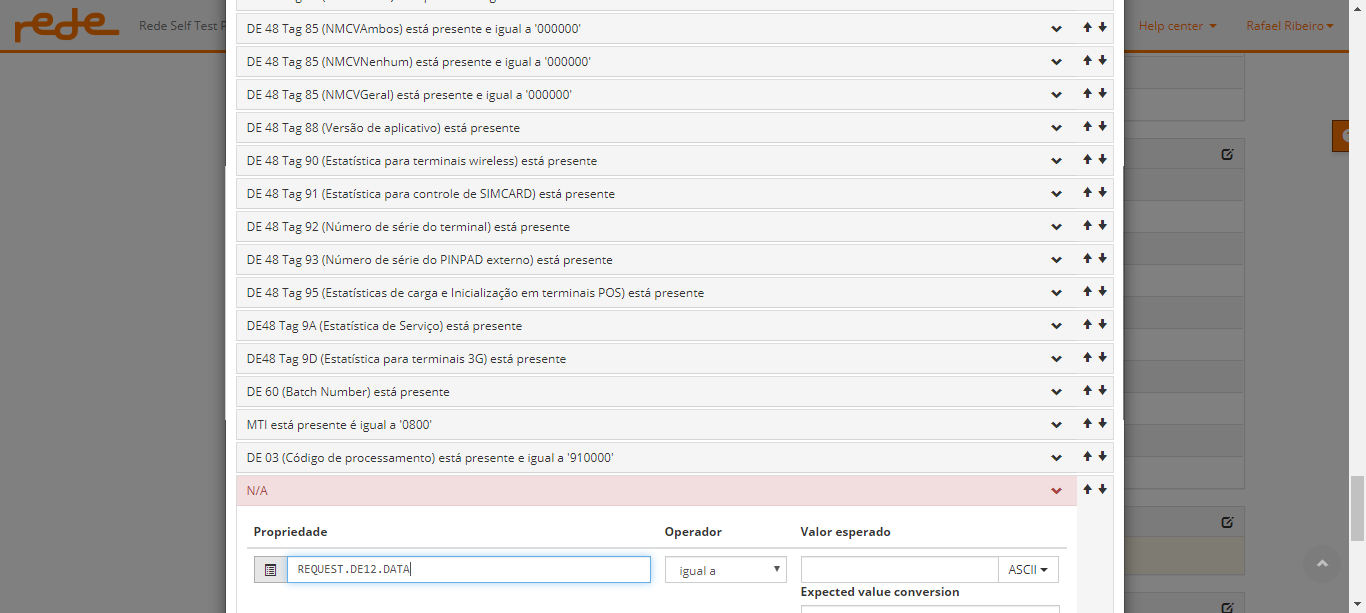 rede
Rede Self Test
Help center
Rafael Ribeiro
DE 48 Tag 85 (NMCVAmbos) está presente e igual a '000000'
DE 48 Tag 85 (NMCVNenhum) está presente e igual a '000000'
DE 48 Tag 85 (NMCVGeral) está presente e igual a '000000'
DE 48 Tag 88 (Versão de aplicativo) está presente
DE 48 Tag 90 (Estatística para terminais wireless) está presente
DE 48 Tag 91 (Estatística para controle de SIMCARD) está presente
DE 48 Tag 92 (Número de série do terminal) está presente
DE 48 Tag 93 (Número de série do PINPAD externo) está presente
DE 48 Tag 95 (Estatísticas de carga e Inicialização em terminais POS) está presente
DE48 Tag 9A (Estatística de Serviço) está presente
DE48 Tag 9D (Estatística para terminais 3G) está presente
DE 60 (Batch Number) está presente
MTI está presente é igual a '0800'
DE 03 (Código de processamento) está presente e igual a '910000'
N/A
Propriedade Operador Valor esperado
REQUEST.DE12.DATA igual a ASCII
Expected value conversion